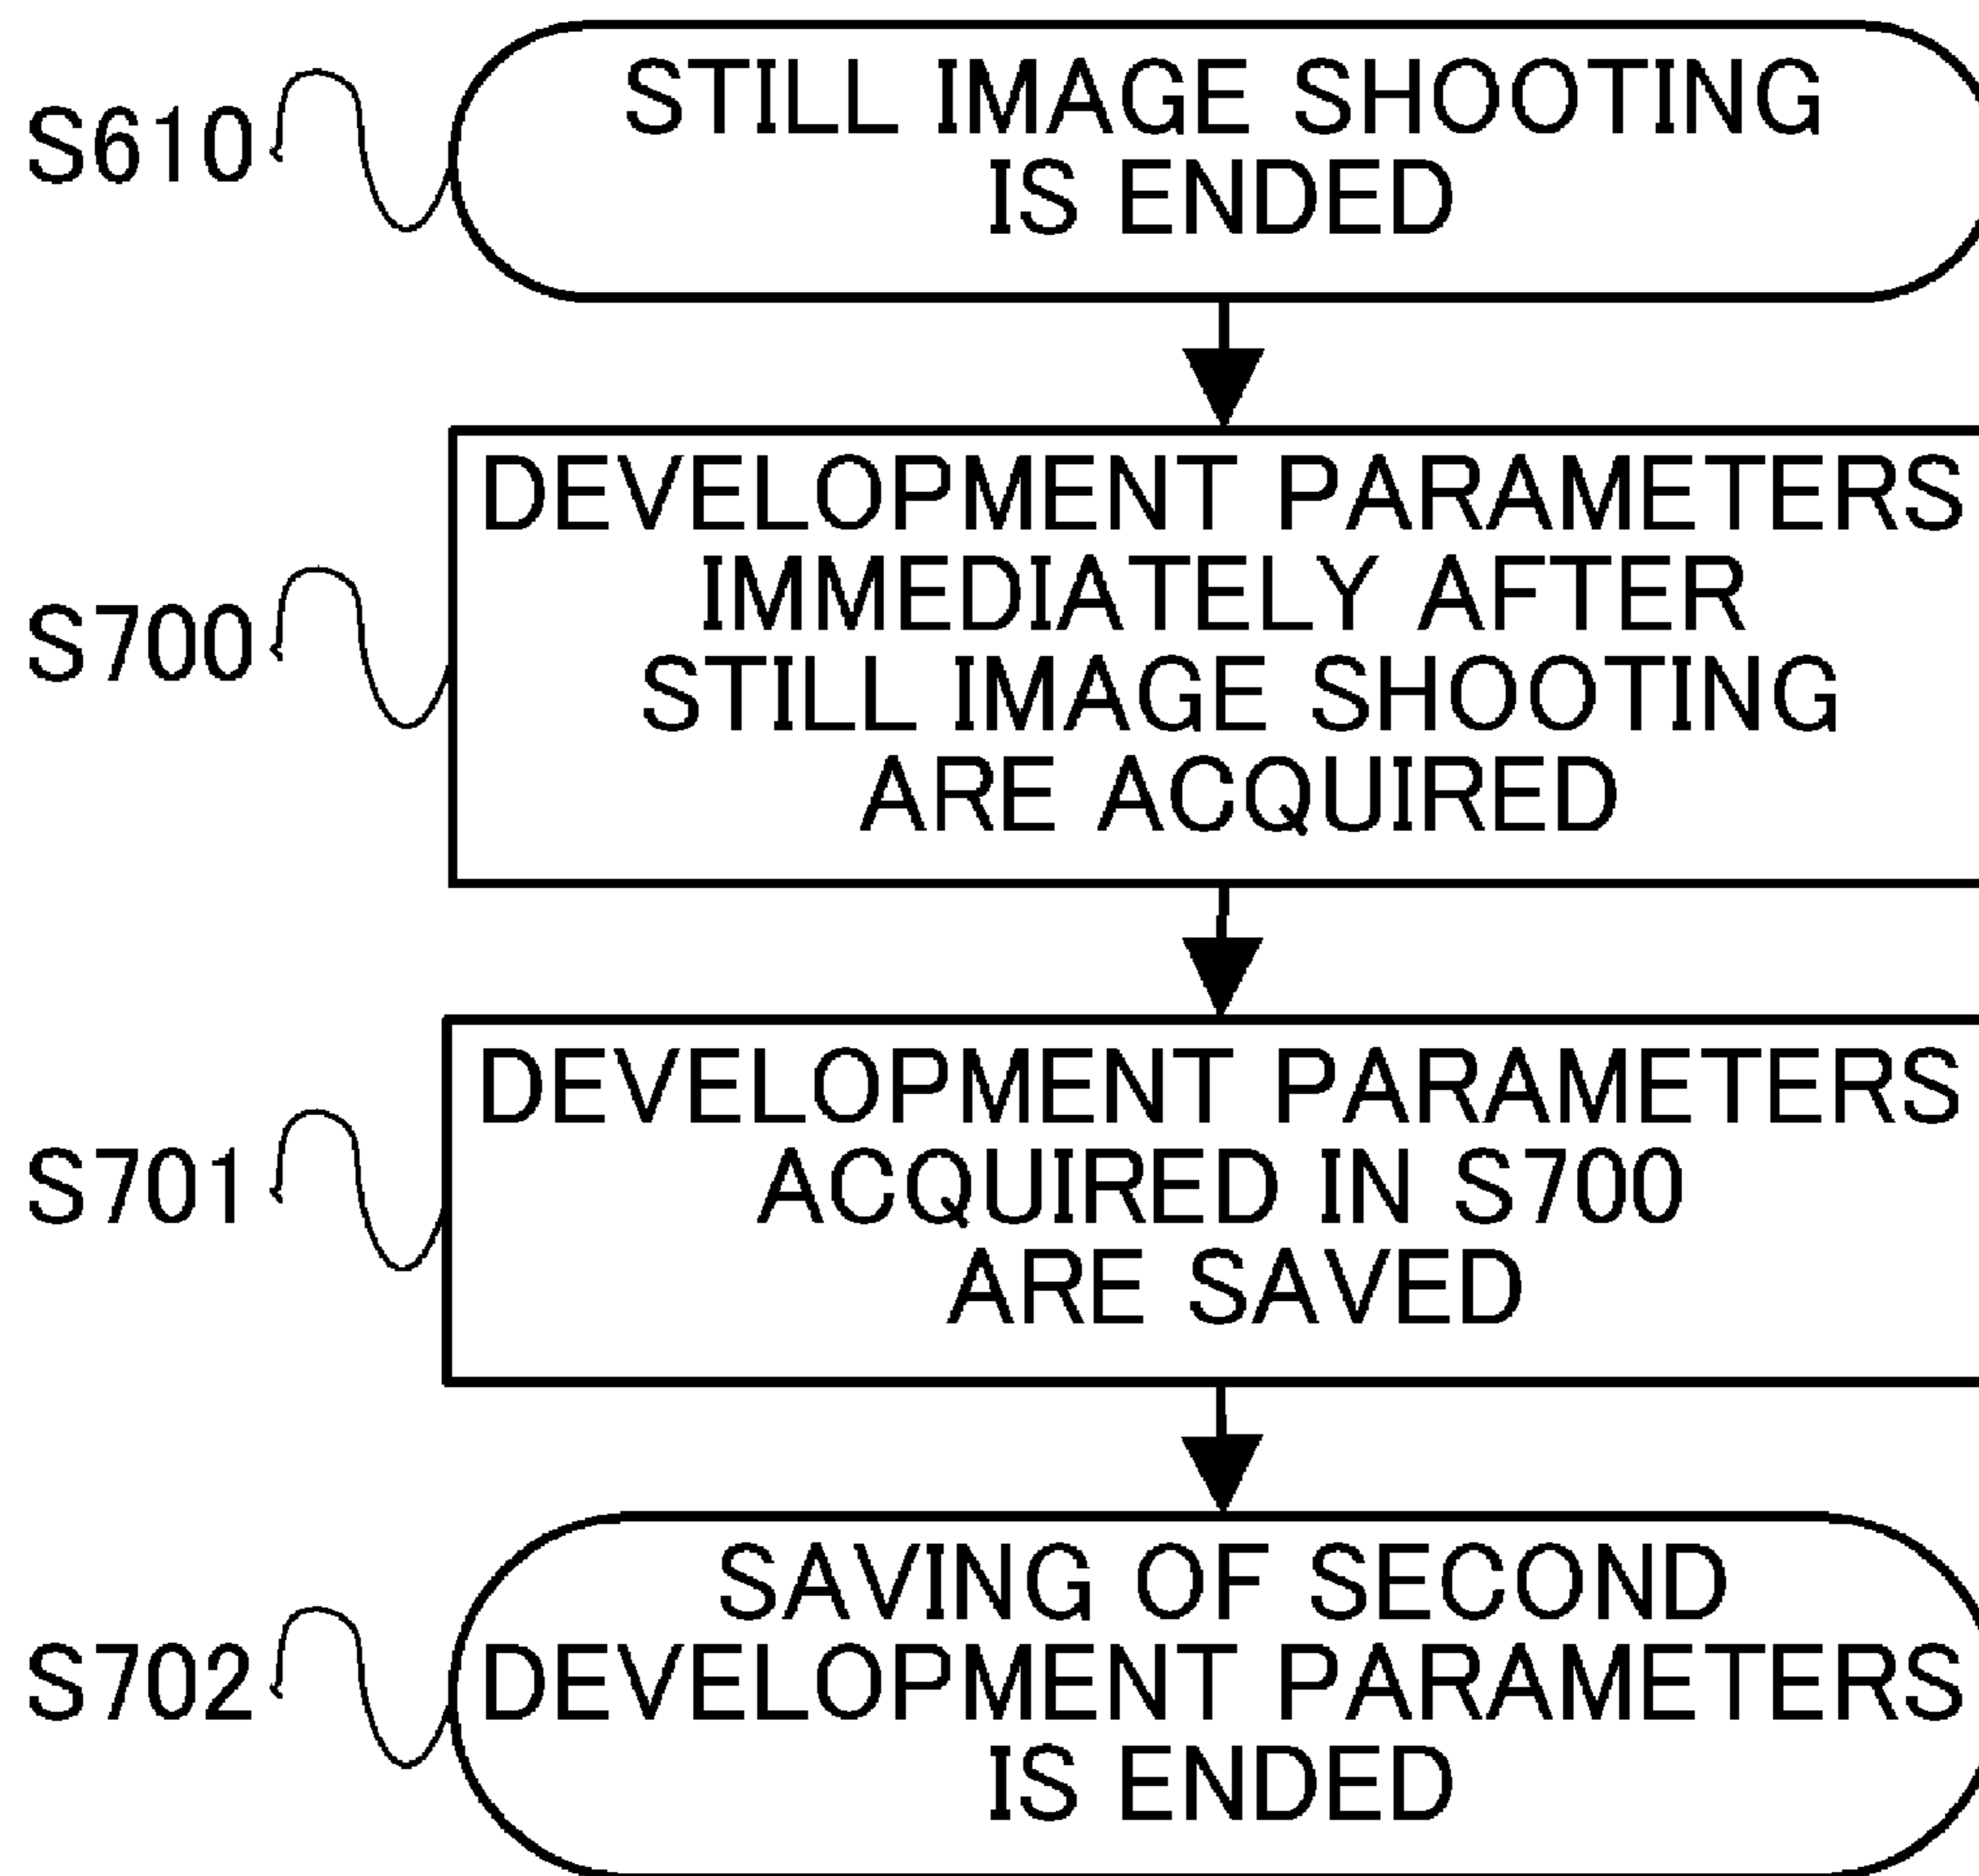 S610
STILL IMAGE SHOOTING
IS ENDED
S700
DEVELOPMENT PARAMETERS
IMMEDIATELY AFTER
STILL IMAGE SHOOTING
ARE ACQUIRED
S701
DEVELOPMENT PARAMETERS
ACQUIRED IN S700
ARE SAVED
S702
SAVING OF SECOND
DEVELOPMENT PARAMETERS
IS ENDED